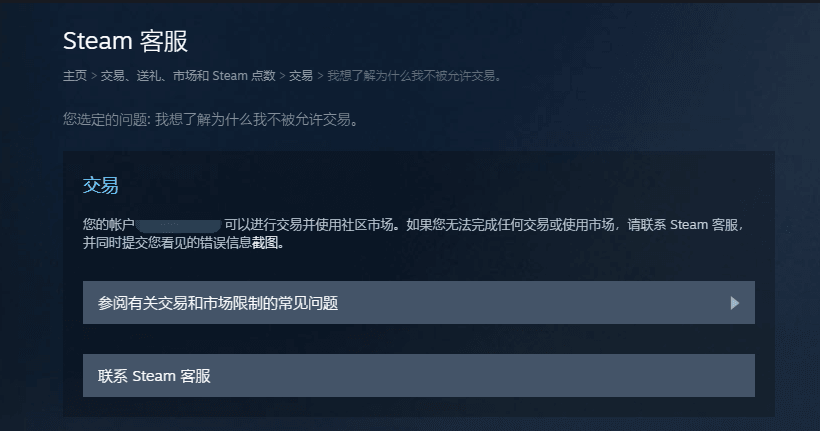 Steam 客服
主页 > 交易、送礼、市场和 Steam 点数 > 交易 > 我想了解为什么我不被允许交易。
您选定的问题: 我想了解为什么我不被允许交易。
交易
您的帐户 可以进行交易并使用社区市场。如果您无法完成任何交易或使用市场，请联系 Steam 客服，
并同时提交您看见的错误信息截图。
参阅有关交易和市场限制的常见问题
联系 Steam 客服